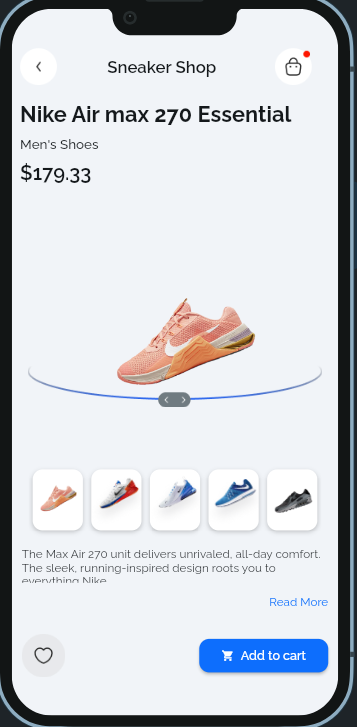 Sneaker Shop
Nike Air max 270 Essential
Men's Shoes
$179.33
The Max Air 270 unit delivers unrivaled, all-day comfort.
The sleek, running-inspired design roots you to
everything Nike
Read More
Add to cart